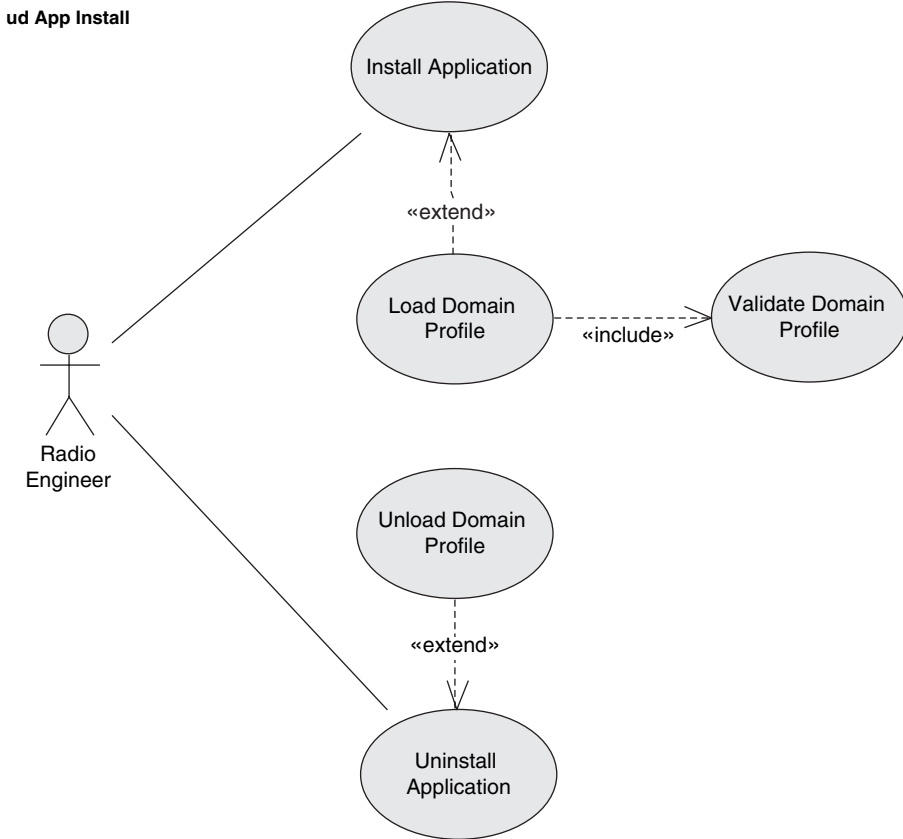 ud App Install
Install Application
«extend»
Load Domain
Profile
«include»
Validate Domain
Profile
Radio
Engineer
Unload Domain
Profile
«extend»
Uninstall
Application